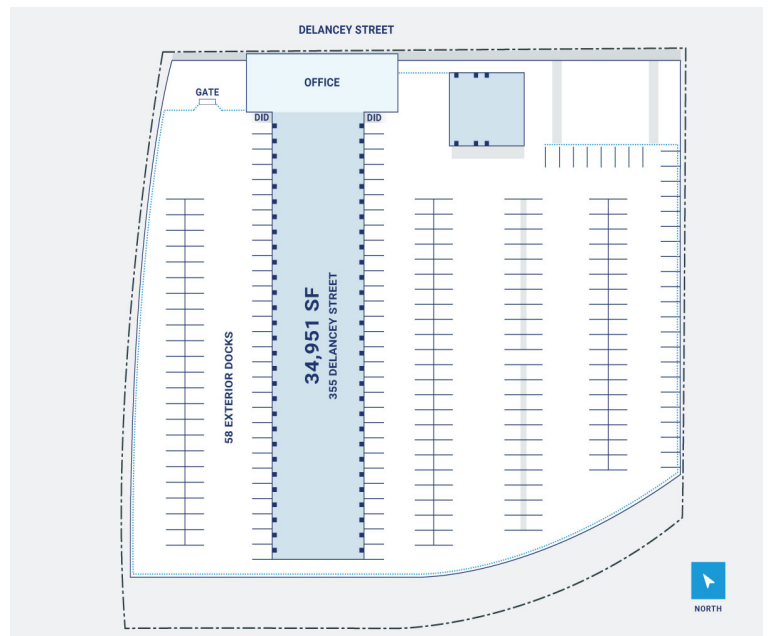 DELANCEY STREET
OFFICE
GATE
DID
DID
34,951 SF
355 DELANCEY STREET
58 EXTERIOR DOCKS
NORTH